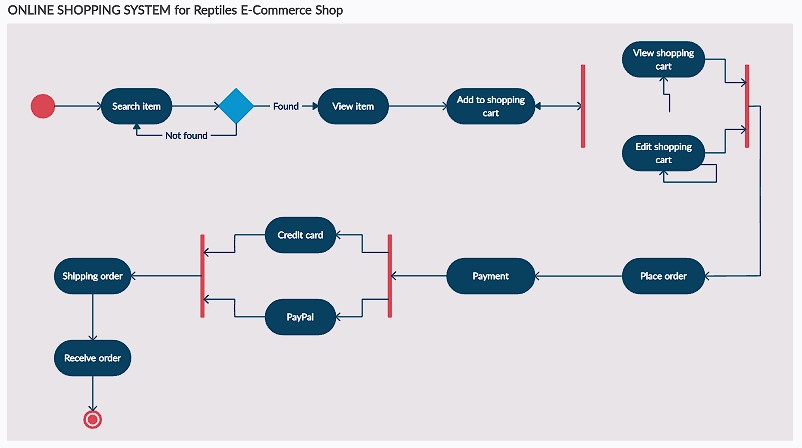 ONLINE SHOPPING SYSTEM for Reptiles E-Commerce Shop
View shopping
cart
Search item
Found
View item
Add to shopping
cart
Not found
Edit shopping
cart
Credit card
Shipping order
Payment
Place order
PayPal
Receive order